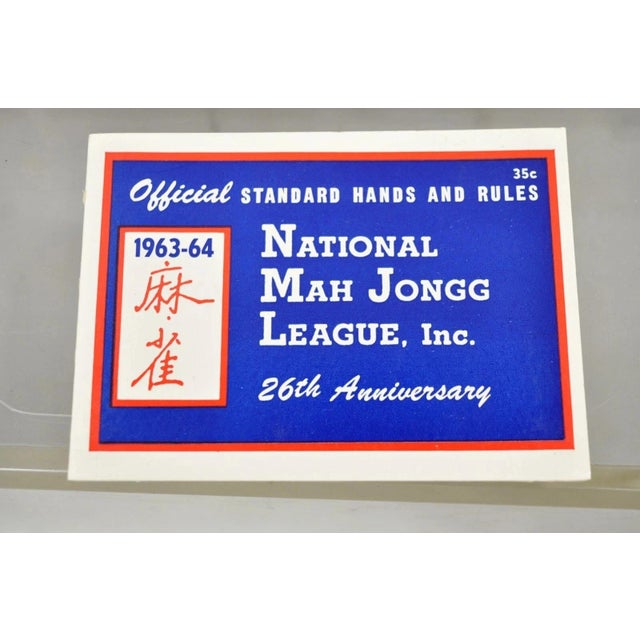 35c
Official STANDARD HANDS AND RULES
1963-64
麻
雀
NATIONAL
MAH JONGG
LEAGUE, Inc.
26th Anniversary